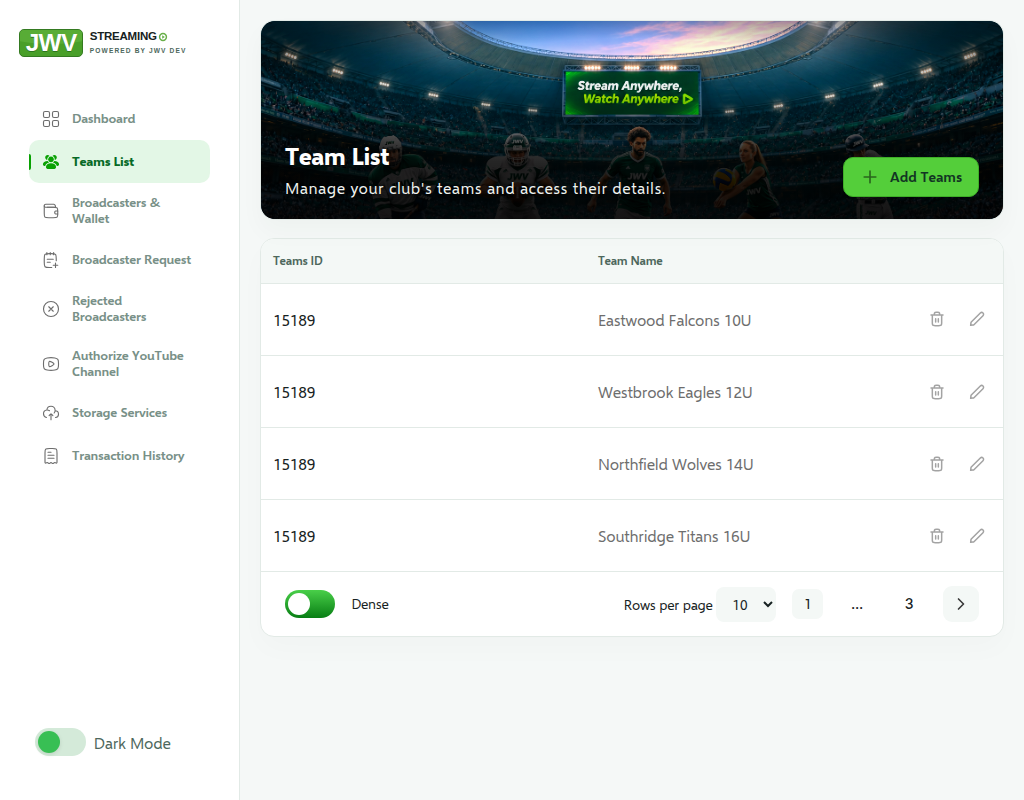 JWV STREAMING
POWERED BY JWV DEV
Dashboard
Teams List
Broadcasters &
Wallet
Broadcaster Request
Rejected
Broadcasters
Authorize YouTube
Channel
Storage Services
Transaction History
Dark Mode
Stream Anywhere,
Watch Anywhere
JWV
JWV
JWV
Team List
Manage your club's teams and access their details.
Add Teams
Teams ID Team Name
15189 Eastwood Falcons 10U
15189 Westbrook Eagles 12U
15189 Northfield Wolves 14U
15189 Southridge Titans 16U
Dense Rows per page 10 1 ... 3